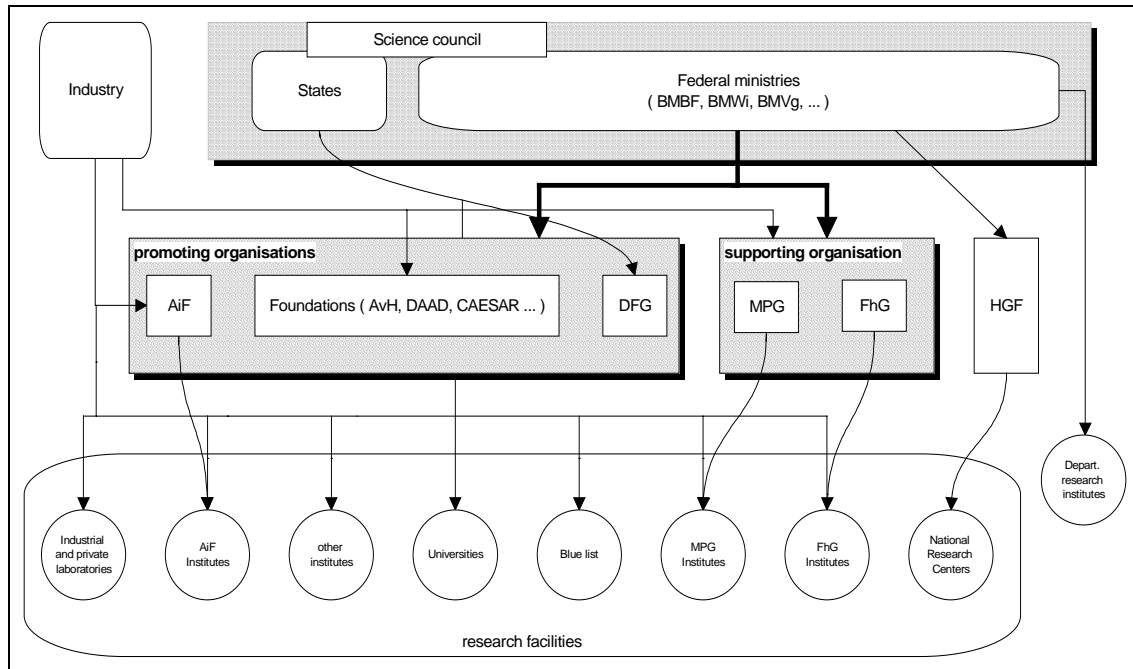 Science council
Industry
States
Federal ministries
( BMBF, BMWi, BMVg, ... )
promoting organisations
supporting organisation
AiF
Foundations ( AvH, DAAD, CAESAR ... )
DFG
MPG
FhG
HGF
Depart.
research
institutes
Industrial
and private
laboratories
AiF
Institutes
other
institutes
Universities
Blue list
MPG
Institutes
FhG
Institutes
National
Research
Centers
research facilities